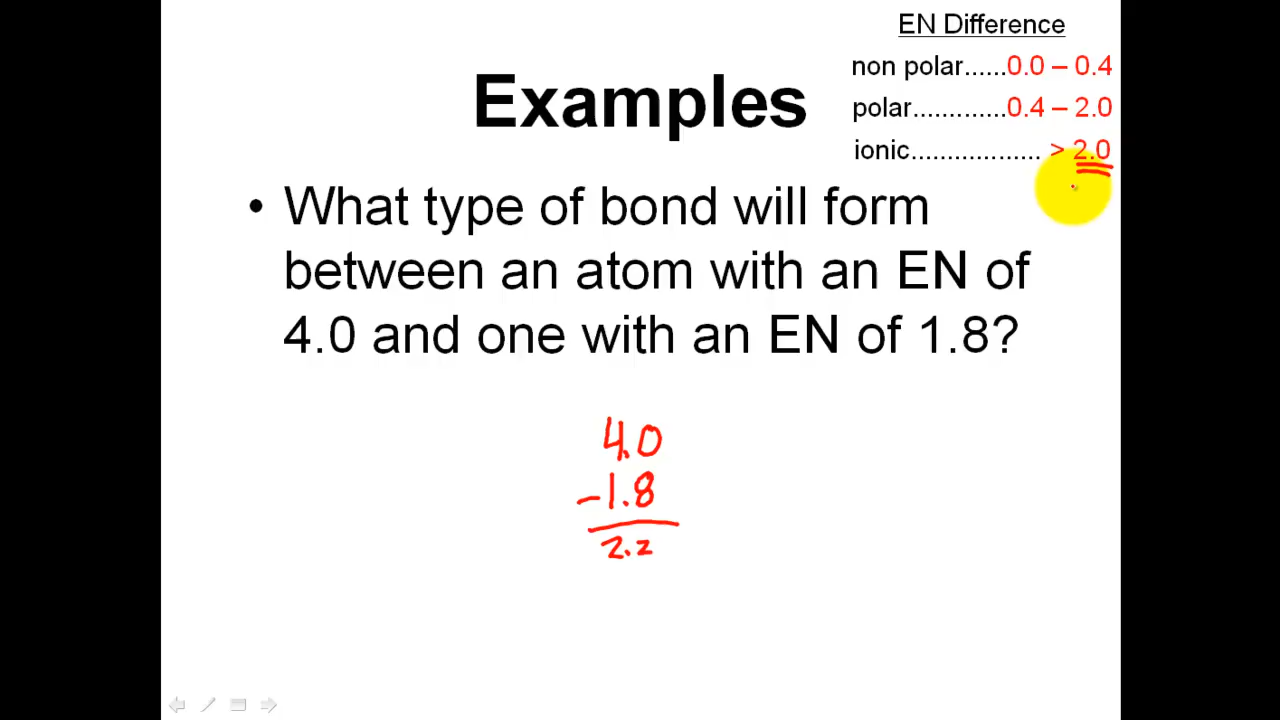 EN Difference
non polar......0.0 – 0.4
polar.............0.4 – 2.0
ionic.................. > 2.0
Examples
• What type of bond will form
between an atom with an EN of
4.0 and one with an EN of 1.8?
4.0
-1.8
2.2